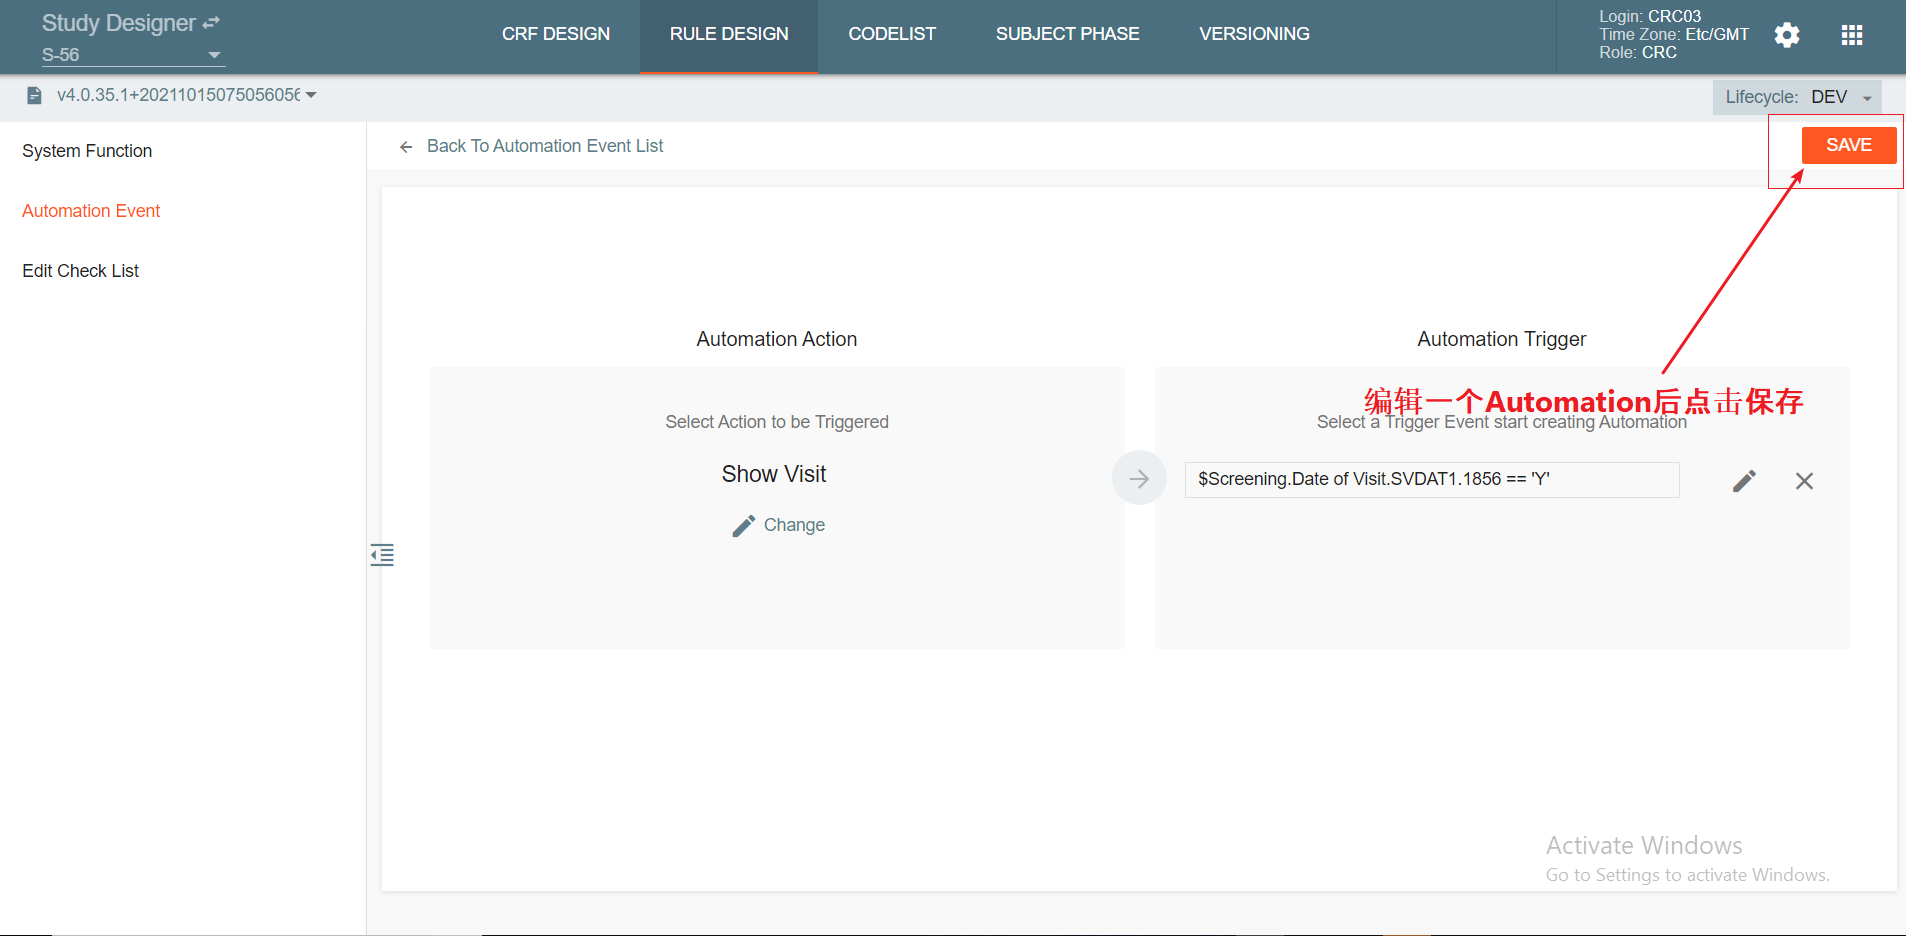 Study Designer
S-56
CRF DESIGN
RULE DESIGN
CODELIST
SUBJECT PHASE
VERSIONING
Login: CRC03
Time Zone: Etc/GMT
Role: CRC
v4.0.35.1+20211015075056056
Lifecycle: DEV
System Function
Automation Event
Edit Check List
Back To Automation Event List
SAVE
Automation Action
Select Action to be Triggered
Show Visit
Change
Automation Trigger
编辑一个Automation后点击保存
Select a Trigger Event start creating Automation
$Screening.Date of Visit.SVDAT1.1856 == 'Y'
Activate Windows
Go to Settings to activate Windows.